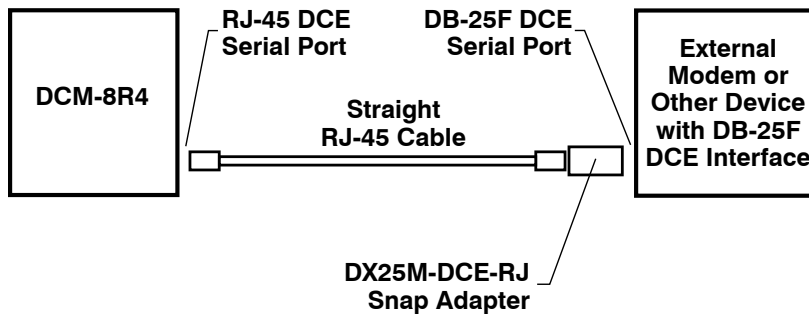 RJ-45 DCE
Serial Port
DB-25F DCE
Serial Port
DCM-8R4
External
Modem or
Other Device
with DB-25F
DCE Interface
Straight
RJ-45 Cable
DX25M-DCE-RJ
Snap Adapter